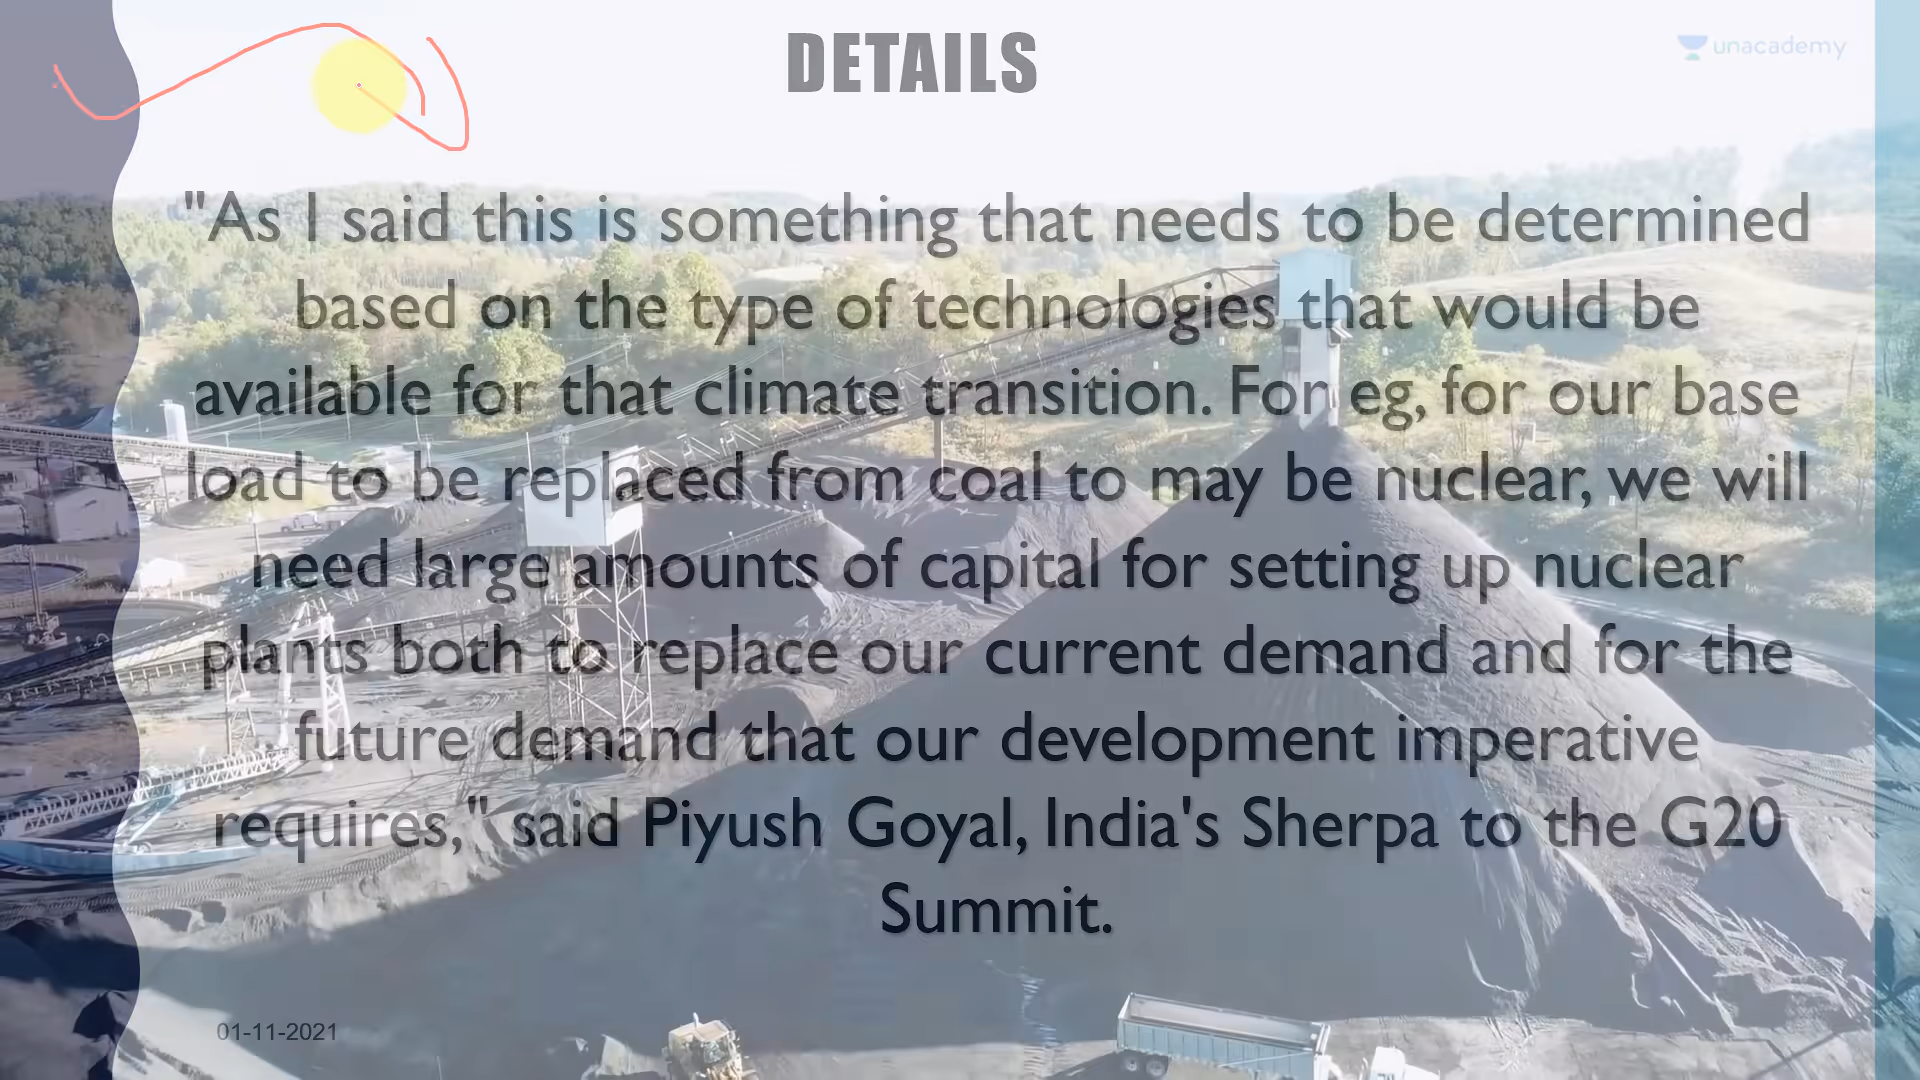 DETAILS
unacademy
"As I said this is something that needs to be determined
based on the type of technologies that would be
available for that climate transition. For eg, for our base
load to be replaced from coal to may be nuclear, we will
need large amounts of capital for setting up nuclear
plants both to replace our current demand and for the
future demand that our development imperative
requires," said Piyush Goyal, India's Sherpa to the G20
Summit.
01-11-2021